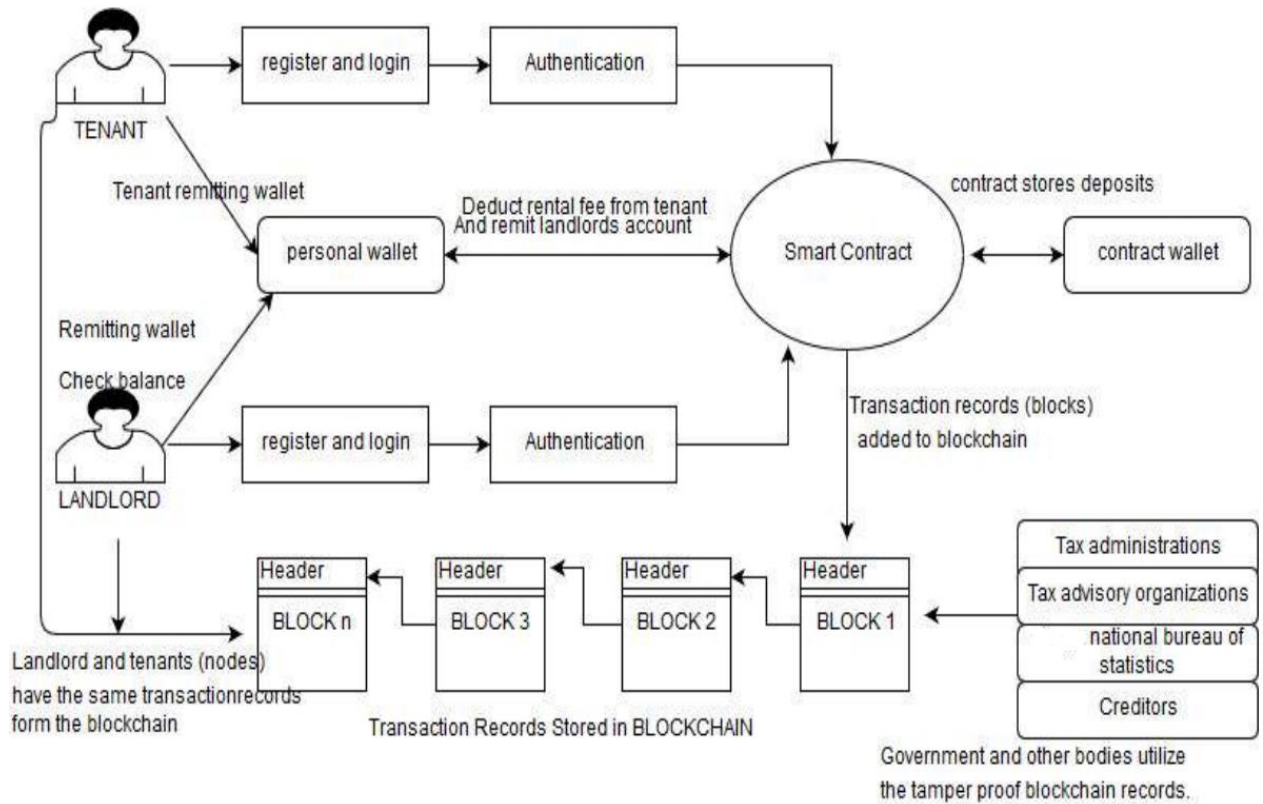 register and login
Authentication
TENANT
Tenant remitting wallet
contract stores deposits
Deduct rental fee from tenant
And remit landlords account
personal wallet
Smart Contract
contract wallet
Remitting wallet
Check balance
register and login
Authentication
LANDLORD
Transaction records (blocks)
added to blockchain
Header
BLOCK n
Header
BLOCK 3
Header
BLOCK 2
Header
BLOCK 1
Tax administrations
Tax advisory organizations
national bureau of
statistics
Creditors
Landlord and tenants (nodes)
have the same transactionrecords
form the blockchain
Transaction Records Stored in BLOCKCHAIN
Government and other bodies utilize
the tamper proof blockchain records.